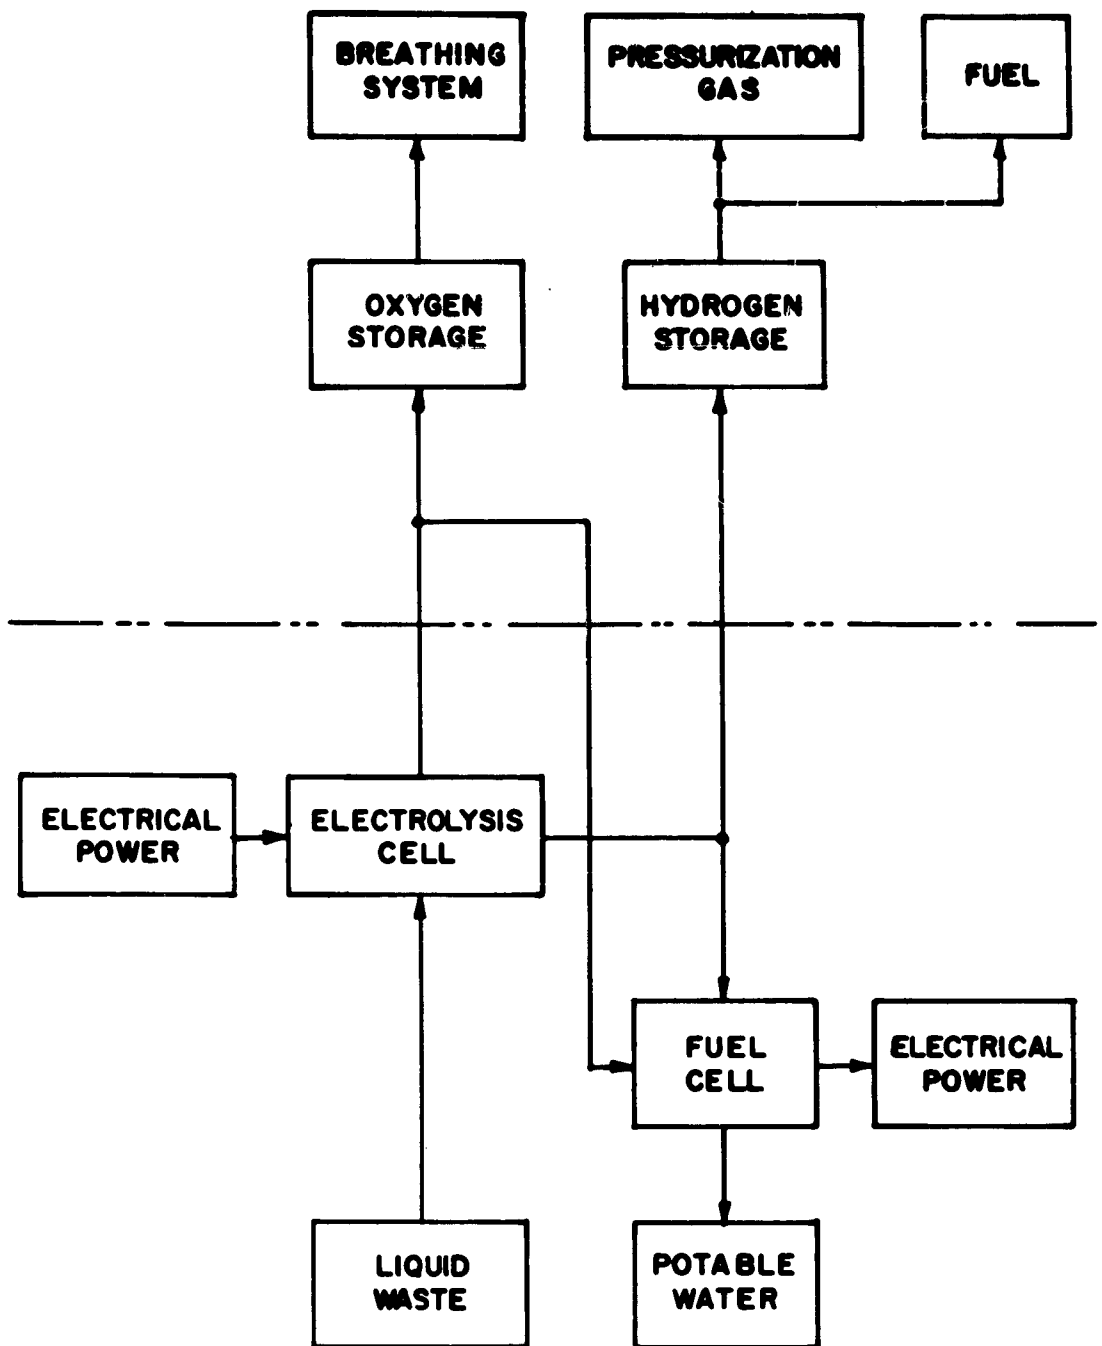 BREATHING
SYSTEM
PRESSURIZATION
GAS
FUEL
OXYGEN
STORAGE
HYDROGEN
STORAGE
ELECTRICAL
POWER
ELECTROLYSIS
CELL
FUEL
CELL
ELECTRICAL
POWER
LIQUID
WASTE
POTABLE
WATER